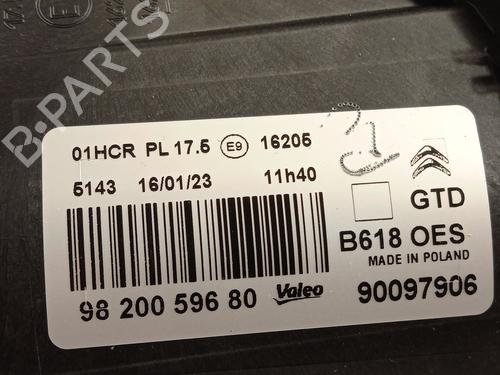 B-PARTS
01HCR PL 17.5 E9 16205
5143 16/01/23 11h40
GTD
B618 OES
MADE IN POLAND
98 200 596 80 Valeo 90097906